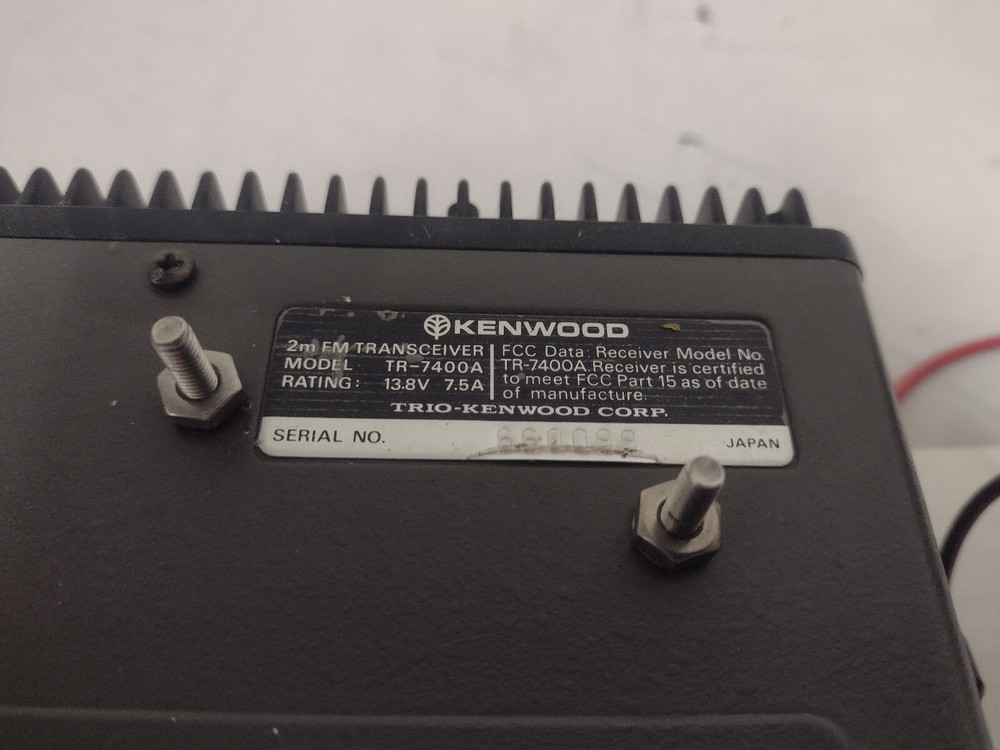 KENWOOD
2m FM TRANSCEIVER
MODEL TR-7400A
RATING: 13.8V 7.5A
FCC Data: Receiver Model No.
TR-7400A. Receiver is certified
to meet FCC Part 15 as of date
of manufacture.
TRIO-KENWOOD CORP.
SERIAL NO.
JAPAN